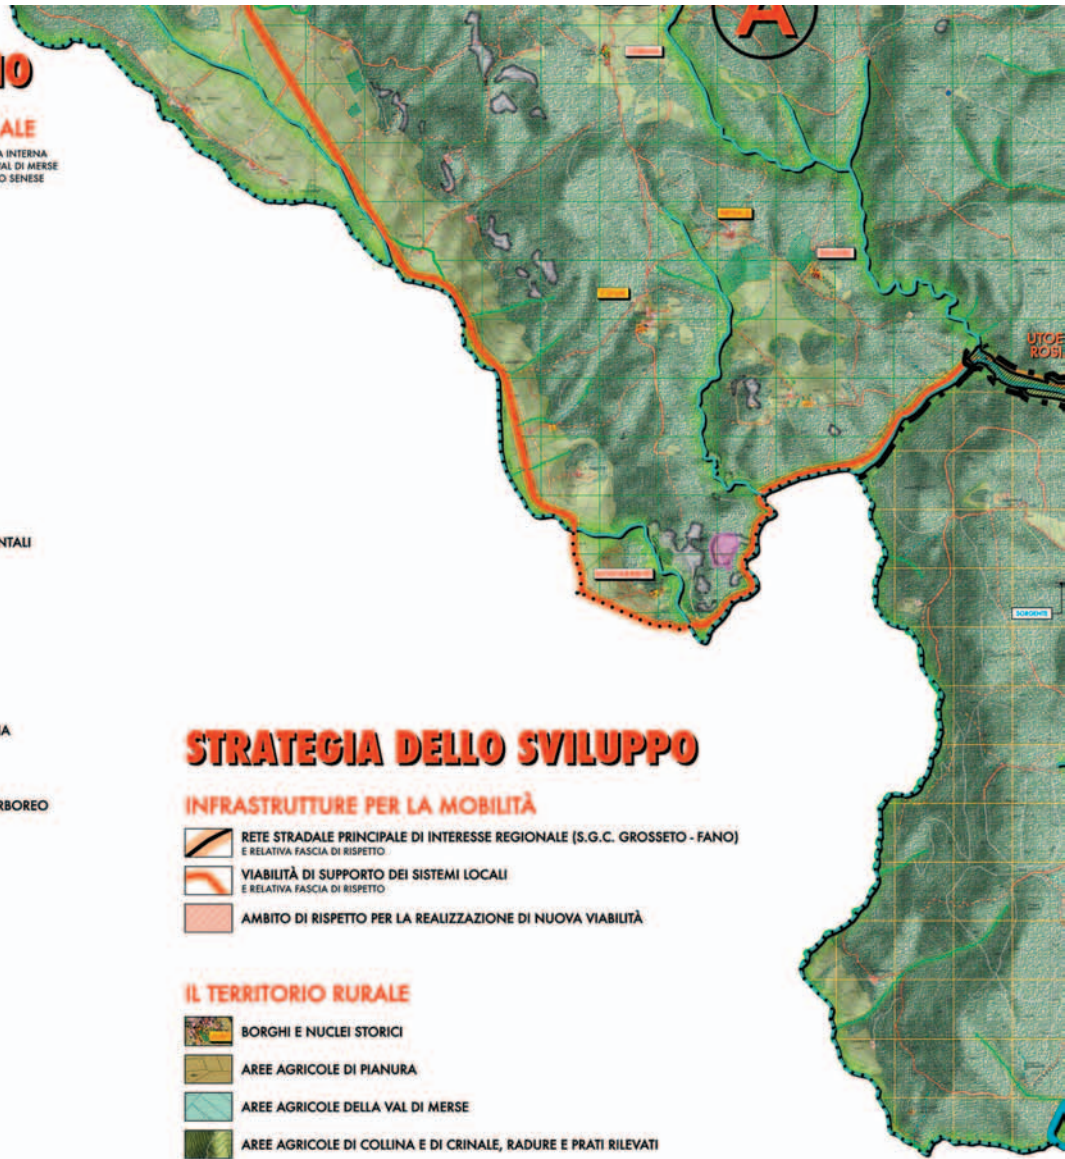 A
IO
ALE
A INTERNA
VAL DI MERSE
O SENESE
UTOE
ROSI
NTALI
SORGENTE
IA
RBOREO
STRATEGIA DELLO SVILUPPO
INFRASTRUTTURE PER LA MOBILITÀ
RETE STRADALE PRINCIPALE DI INTERESSE REGIONALE (S.G.C. GROSSETO - FANO)
E RELATIVA FASCIA DI RISPETTO
VIABILITÀ DI SUPPORTO DEI SISTEMI LOCALI
E RELATIVA FASCIA DI RISPETTO
AMBITO DI RISPETTO PER LA REALIZZAZIONE DI NUOVA VIABILITÀ
IL TERRITORIO RURALE
BORGHI E NUCLEI STORICI
AREE AGRICOLE DI PIANURA
AREE AGRICOLE DELLA VAL DI MERSE
AREE AGRICOLE DI COLLINA E DI CRINALE, RADURE E PRATI RILEVATI